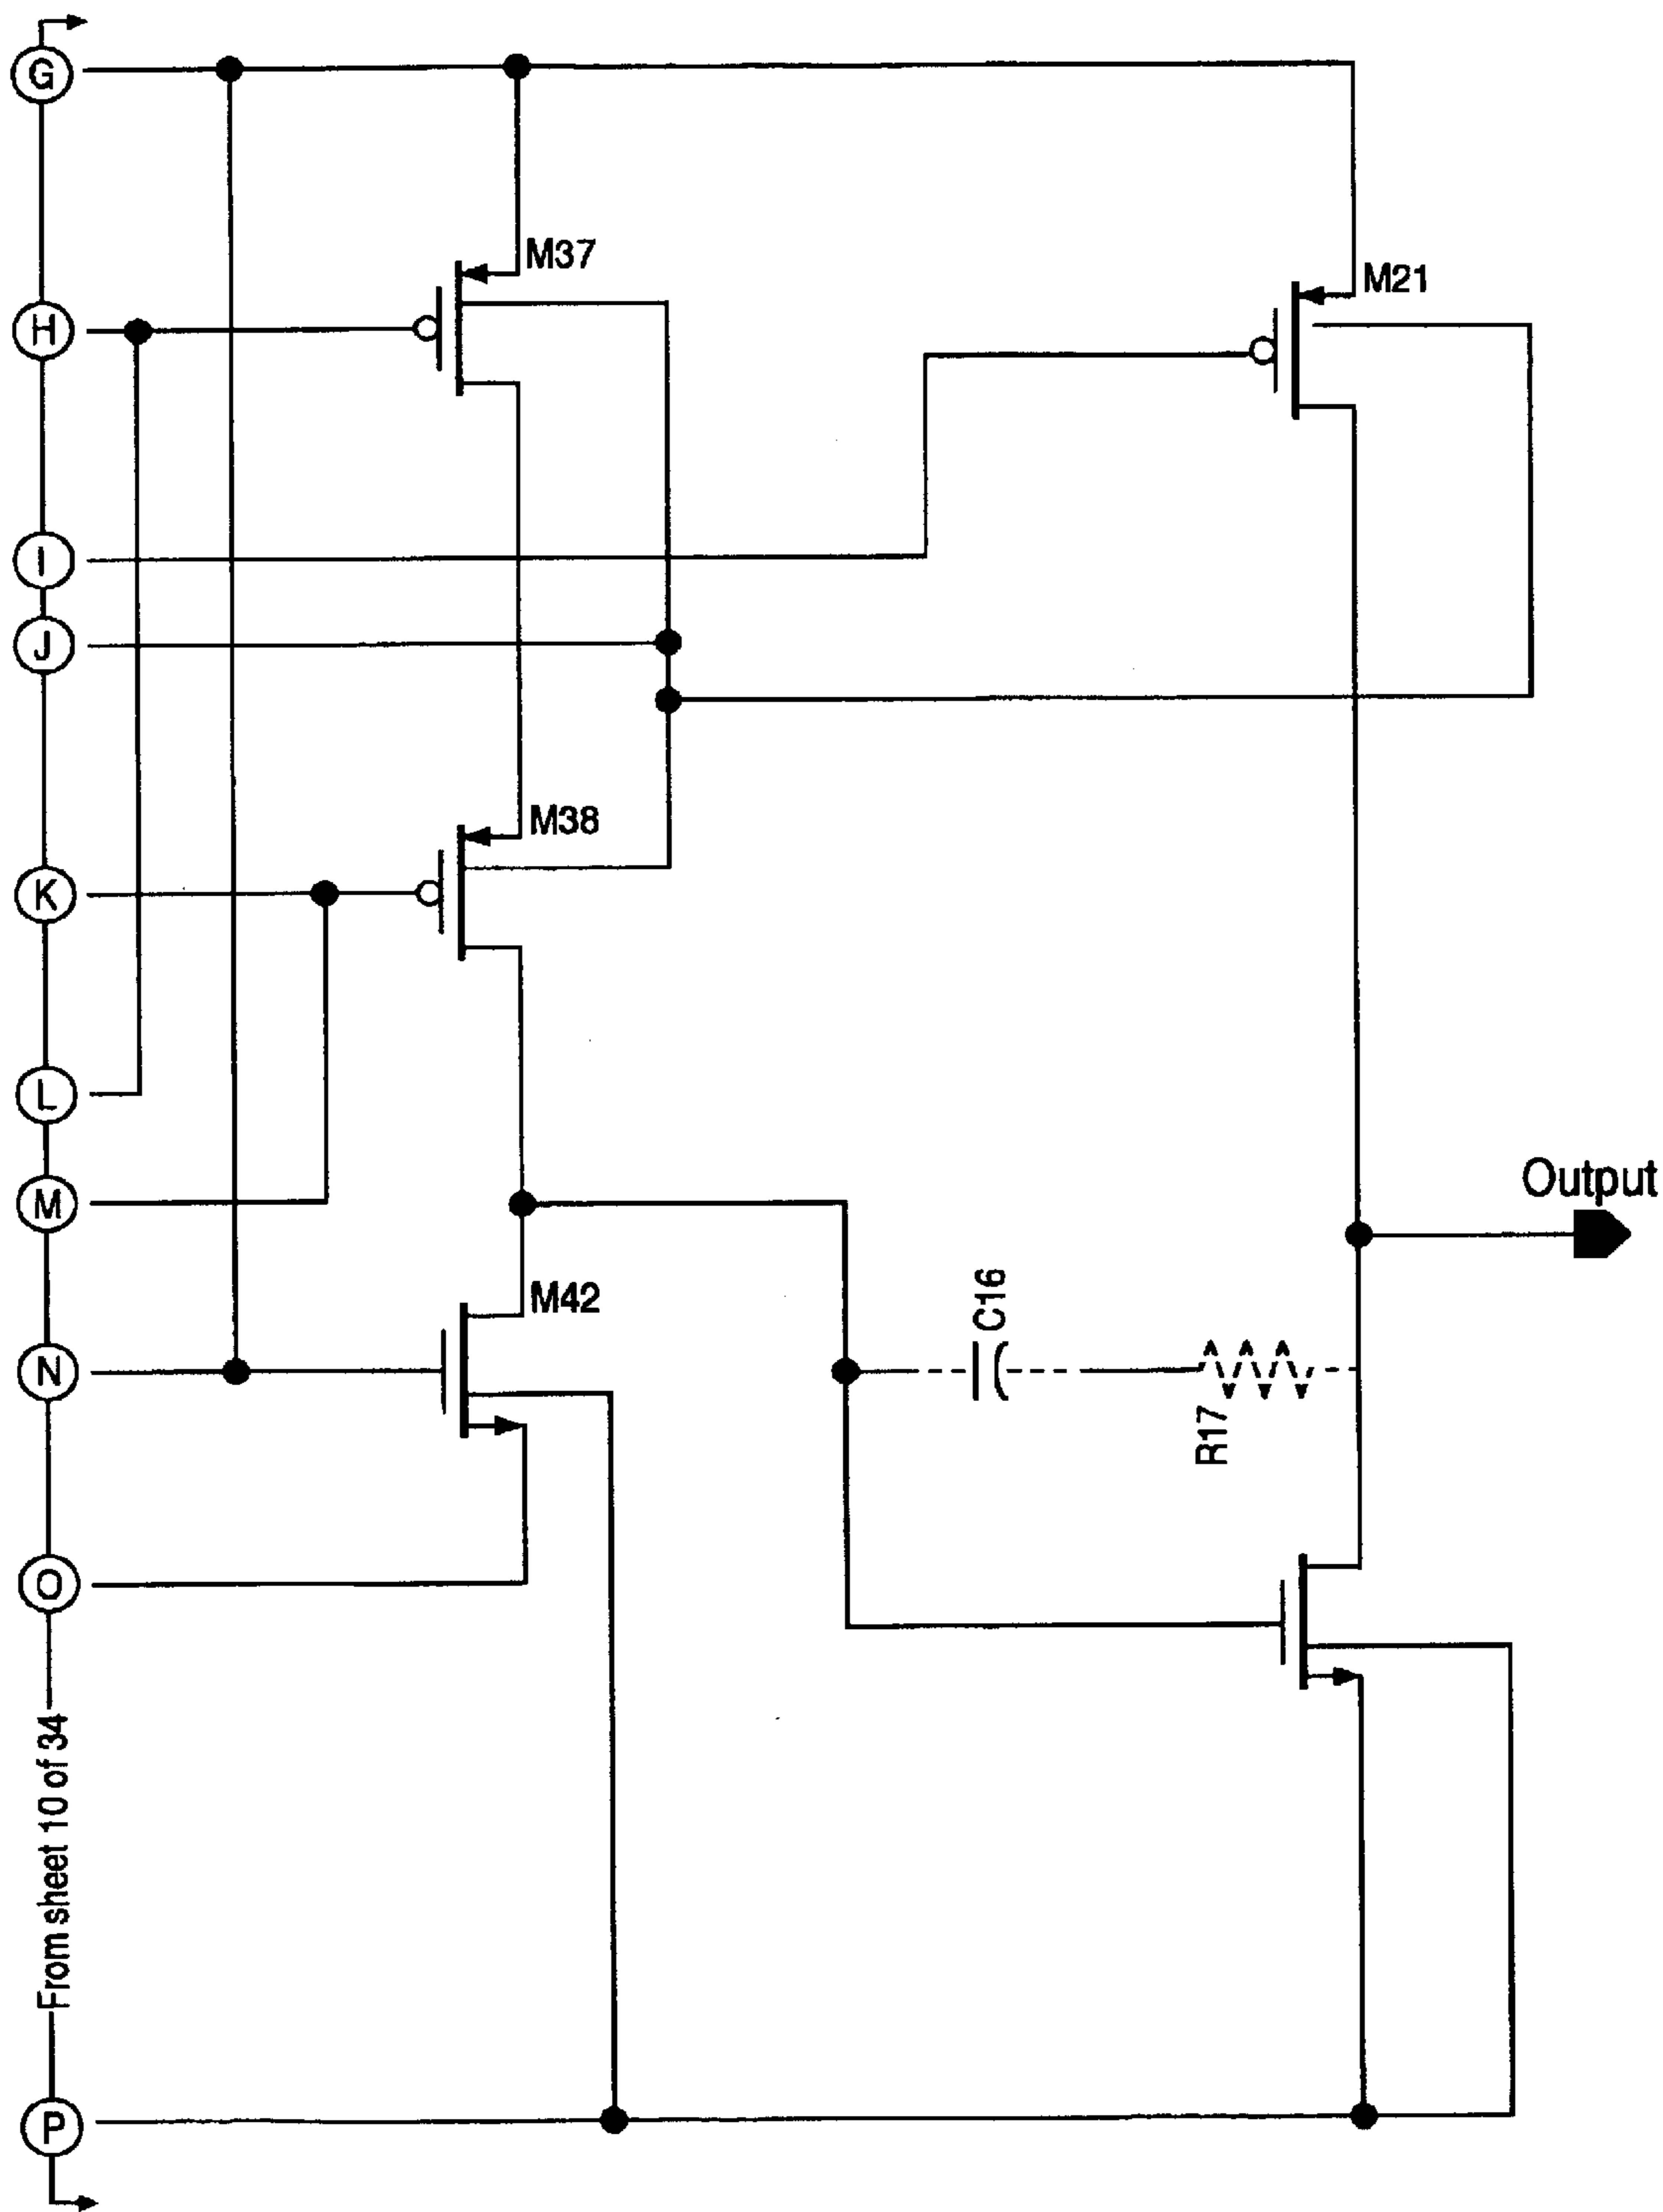 G
M37
M21
H
I
J
M38
K
L
M
Output
M42
C16
N
R17
O
From sheet 10 of 34
P